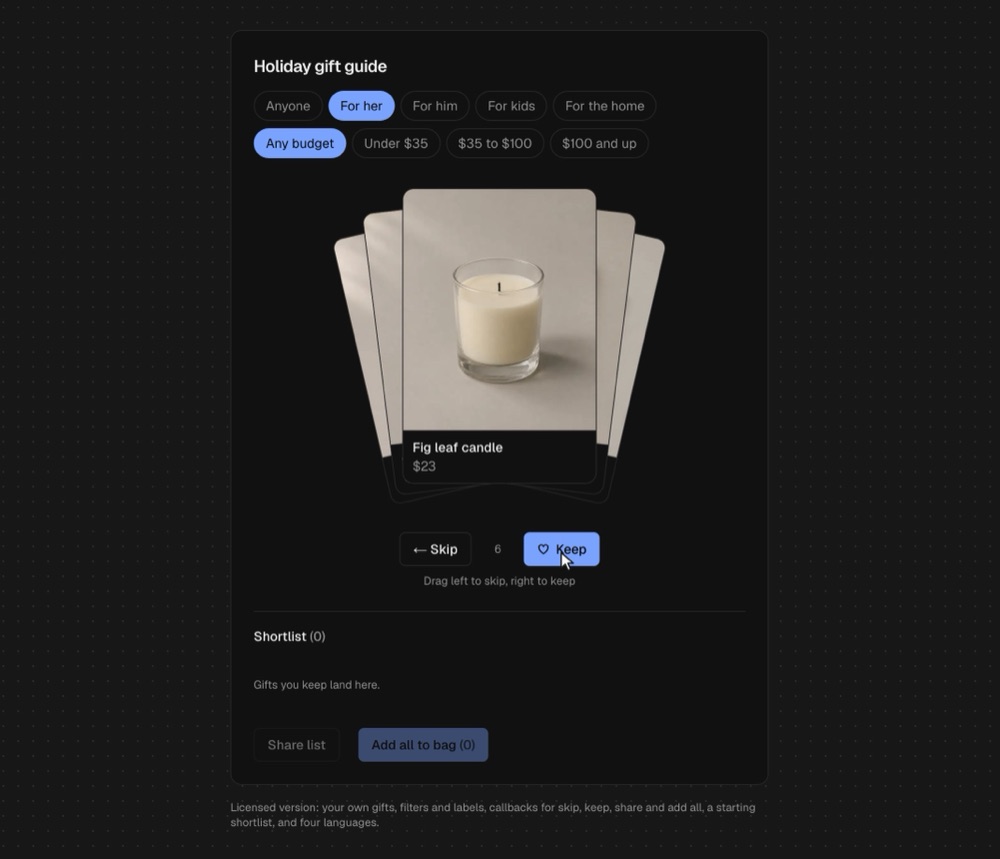 Holiday gift guide
Anyone For her For him For kids For the home
Any budget Under $35 $35 to $100 $100 and up
Fig leaf candle
$23
← Skip 6 ♡ Keep
Drag left to skip, right to keep
Shortlist (0)
Gifts you keep land here.
Share list Add all to bag (0)
Licensed version: your own gifts, filters and labels, callbacks for skip, keep, share and add all, a starting
shortlist, and four languages.